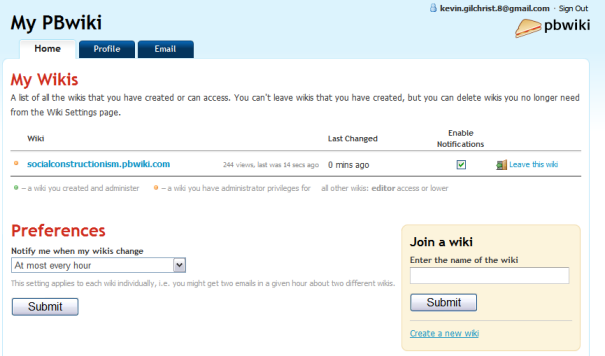 My PBwiki
kevin.gilchrist.8@gmail.com · Sign Out
pbwiki
Home Profile Email
My Wikis
A list of all the wikis that you have created or can access. You can't leave wikis that you have created, but you can delete wikis you no longer need
from the Wiki Settings page.
Wiki Last Changed Enable
Notifications
socialconstructionism.pbwiki.com 244 views, last was 14 secs ago 0 mins ago Leave this wiki
– a wiki you created and administer – a wiki you have administrator privileges for all other wikis: editor access or lower
Preferences
Notify me when my wikis change
At most every hour
This setting applies to each wiki individually, i.e. you might get two emails in a given hour about two different wikis.
Submit
Join a wiki
Enter the name of the wiki
Submit
Create a new wiki